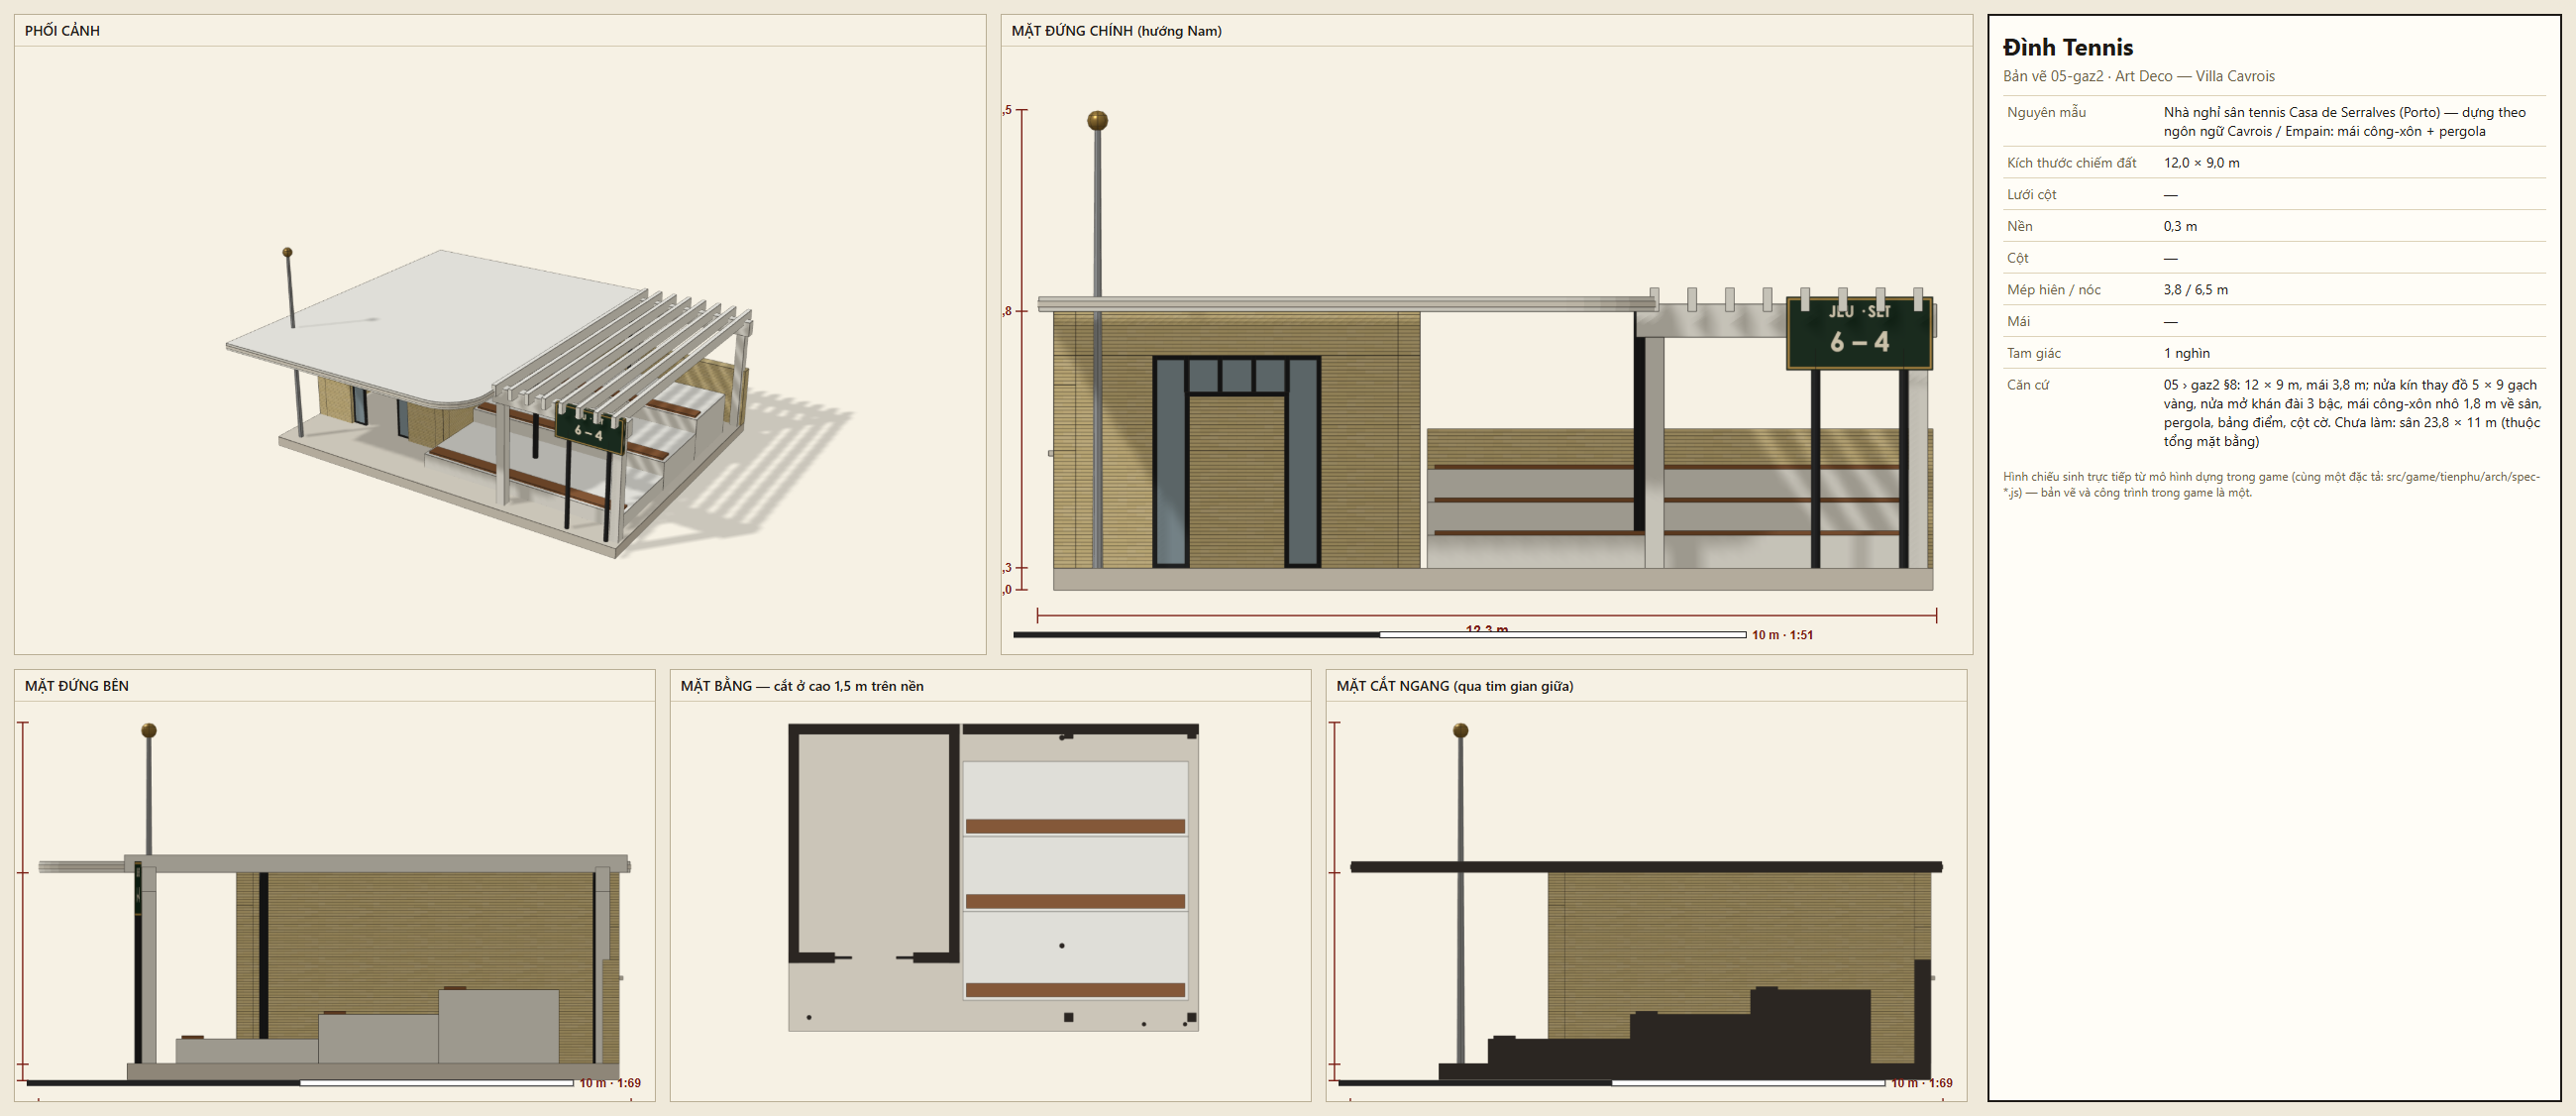 PHỐI CẢNH
MẶT ĐỨNG CHÍNH (hướng Nam)
,5
,8
,3
,0
JEU · SET
6 – 4
12,3 m
10 m · 1:51
6 – 4
MẶT ĐỨNG BÊN
10 m · 1:69
MẶT BẰNG — cắt ở cao 1,5 m trên nền
MẶT CẮT NGANG (qua tim gian giữa)
10 m · 1:69
Đình Tennis
Bản vẽ 05-gaz2 · Art Deco — Villa Cavrois
Nguyên mẫu
Nhà nghỉ sân tennis Casa de Serralves (Porto) — dựng theo
ngôn ngữ Cavrois / Empain: mái công-xôn + pergola
Kích thước chiếm đất
12,0 × 9,0 m
Lưới cột
—
Nền
0,3 m
Cột
—
Mép hiên / nóc
3,8 / 6,5 m
Mái
—
Tam giác
1 nghìn
Căn cứ
05 › gaz2 §8: 12 × 9 m, mái 3,8 m; nửa kín thay đồ 5 × 9 gạch
vàng, nửa mở khán đài 3 bậc, mái công-xôn nhô 1,8 m về sân,
pergola, bảng điểm, cột cờ. Chưa làm: sân 23,8 × 11 m (thuộc
tổng mặt bằng)
Hình chiếu sinh trực tiếp từ mô hình dựng trong game (cùng một đặc tả: src/game/tienphu/arch/spec-
*.js) — bản vẽ và công trình trong game là một.